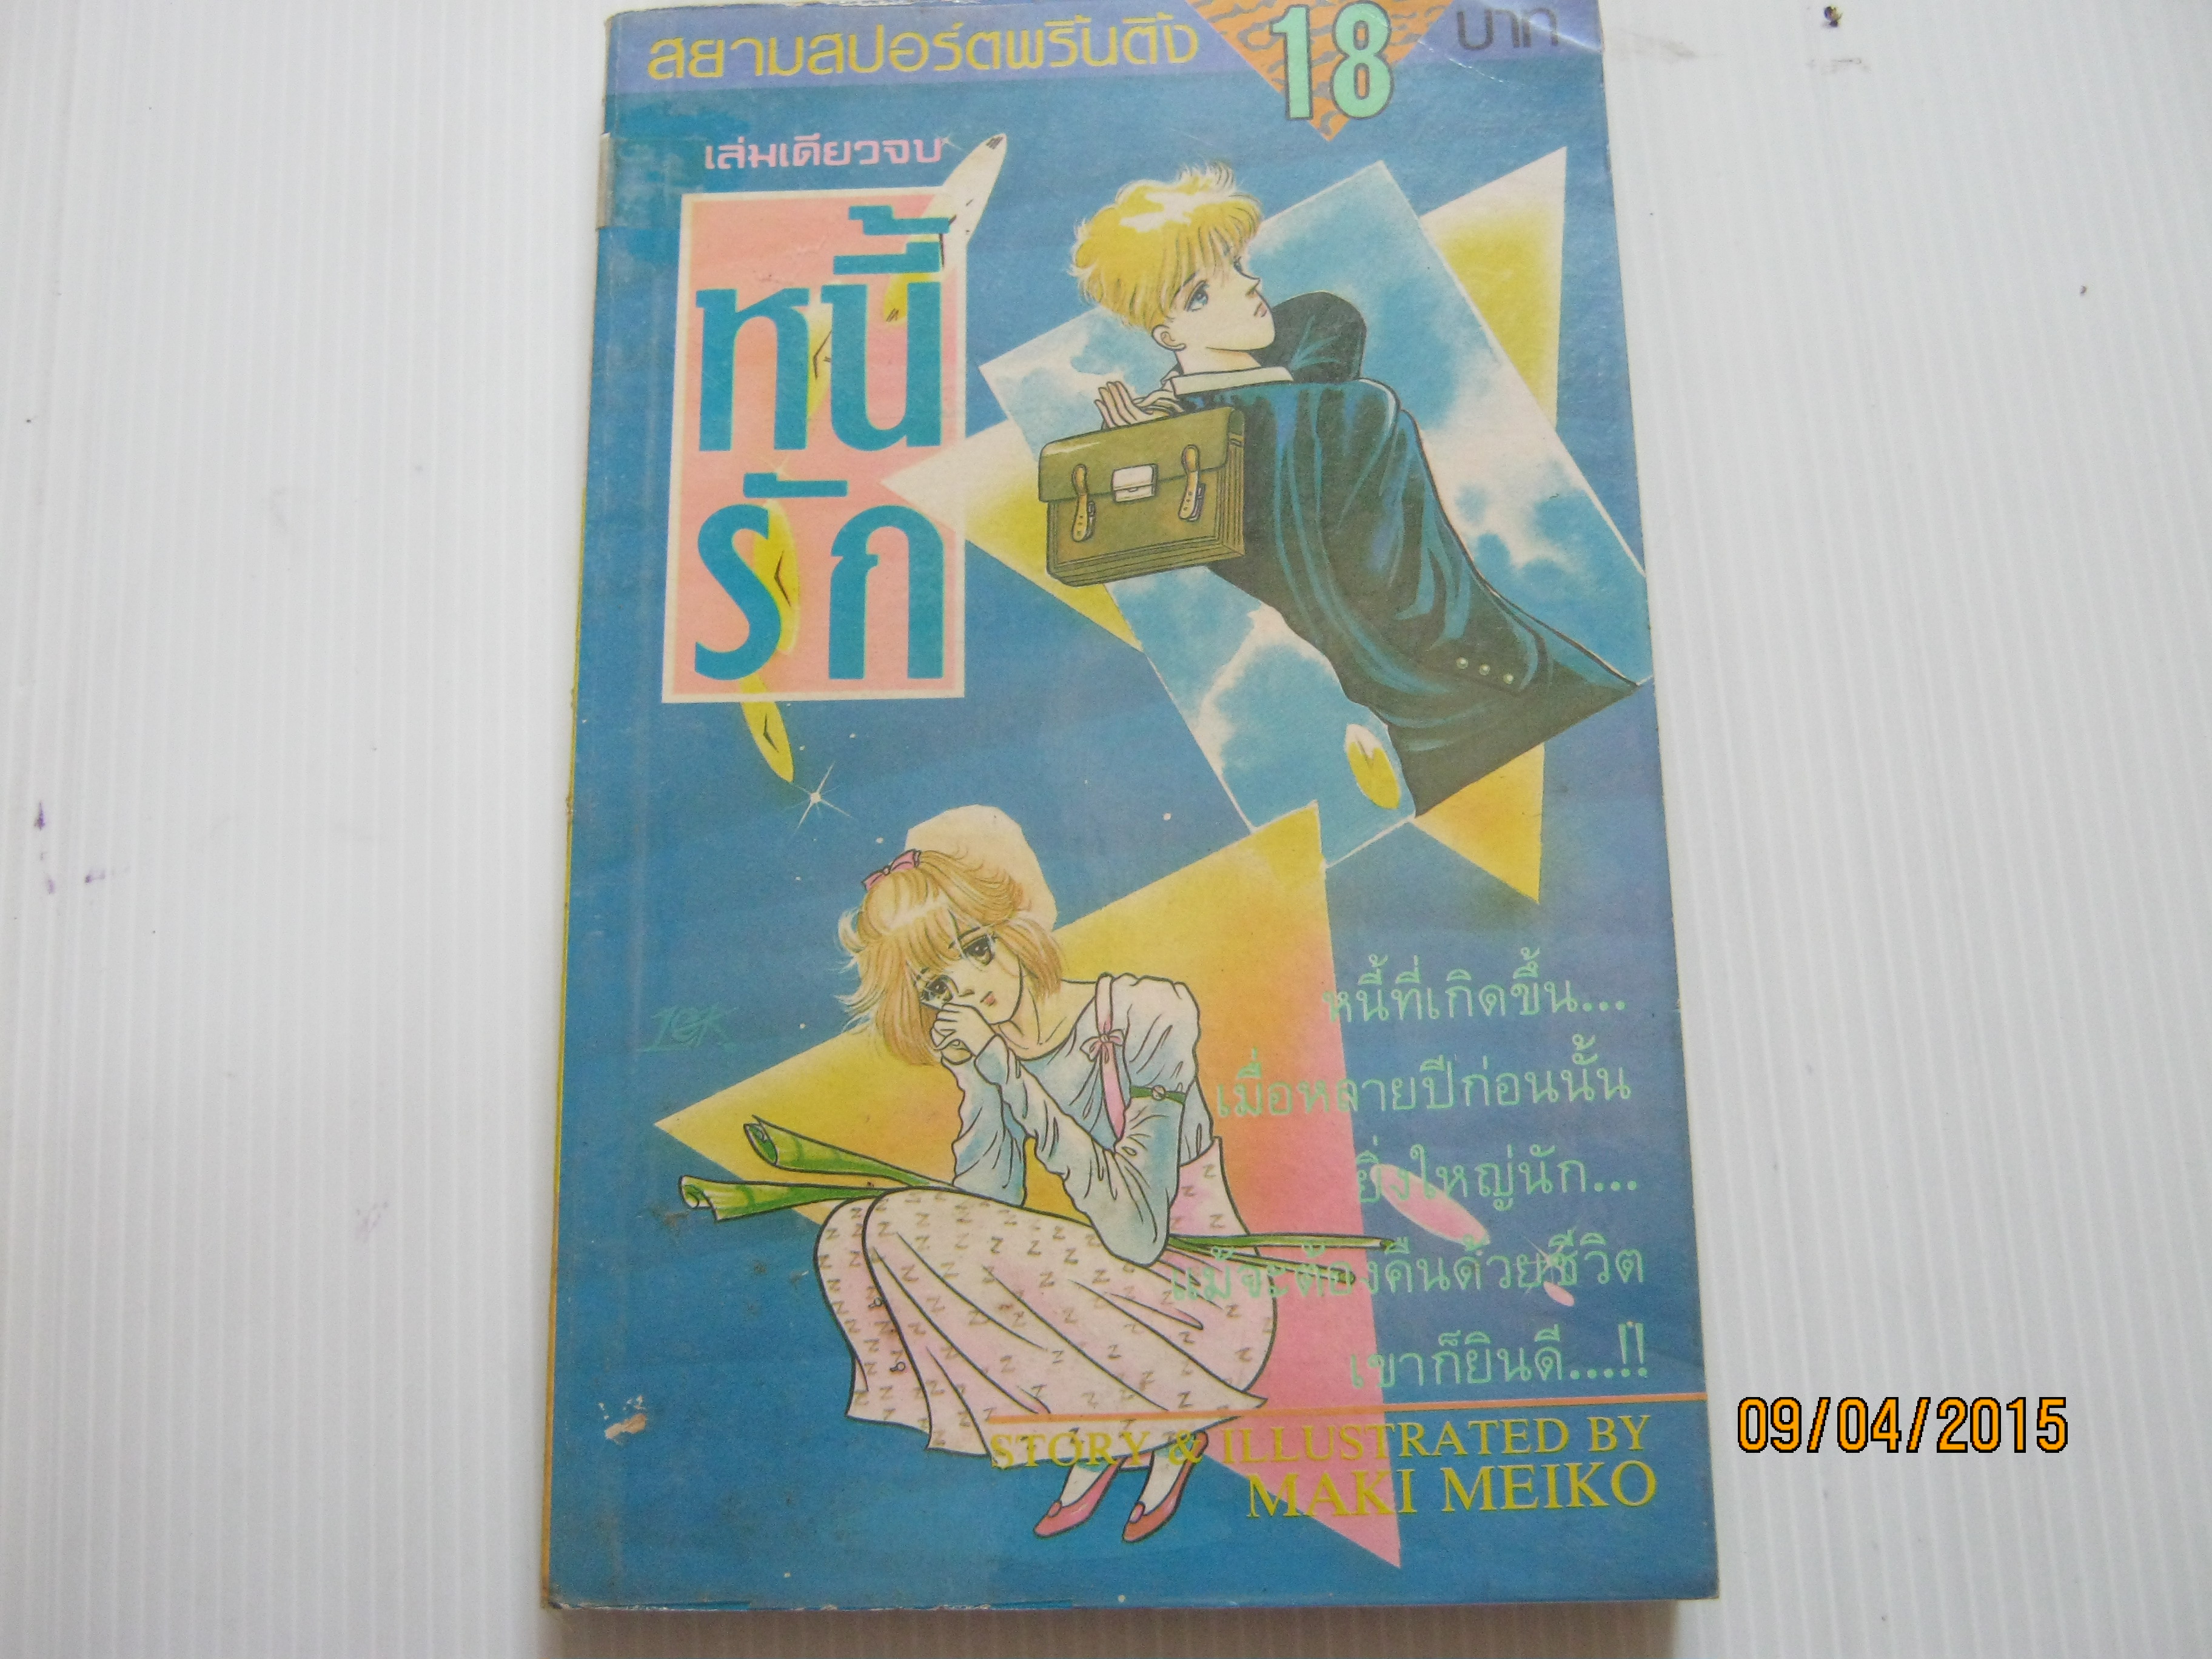 สยามสปอร์ตพริ้นติ้ง
18 บาท
เล่มเดียวจบ
หนี้
รัก
หนี้ที่เกิดขึ้น...
เมื่อหลายปีก่อนนั้น
ยิ่งใหญ่นัก...
แม้จะต้องคืนด้วยชีวิต
เขาก็ยินดี...!!
STORY & ILLUSTRATED BY
MAKI MEIKO
09/04/2015